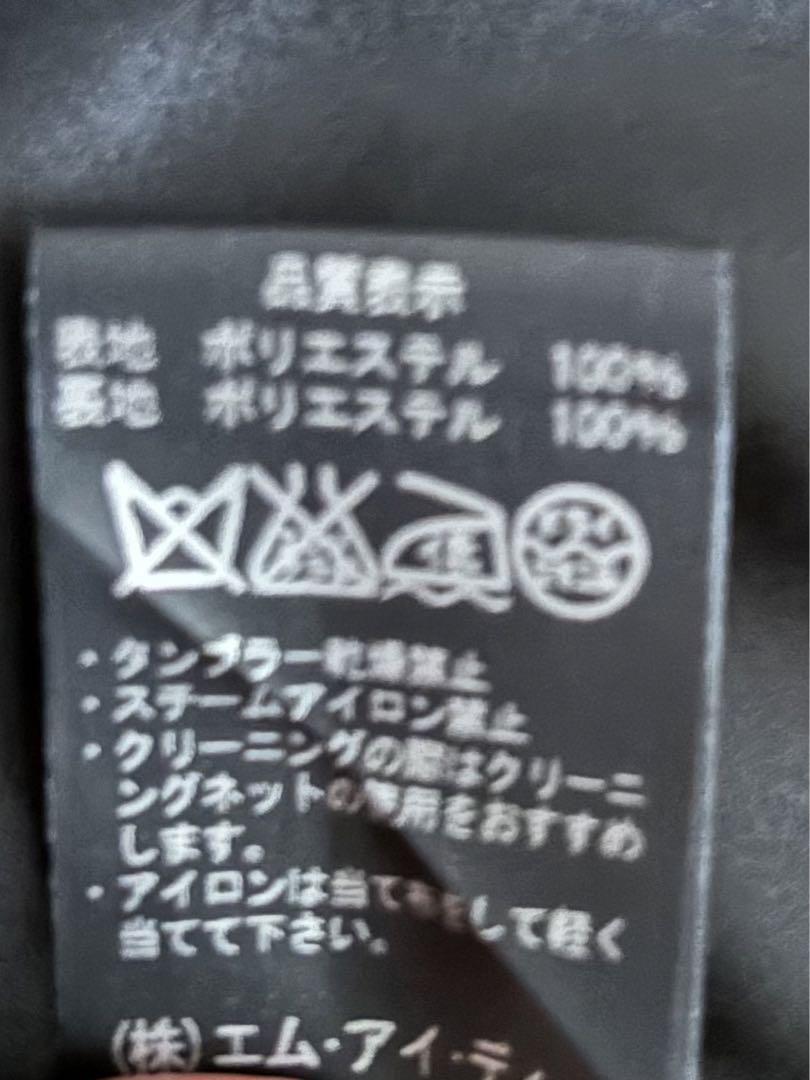 品質表示
表地 ポリエステル 100%
裏地 ポリエステル 100%
低
・タンブラー乾燥禁止
・スチームアイロン禁止
・クリーニングの際はクリーニ
ングネットの使用をおすすめ
します。
・アイロンは当て布をして軽く
当てて下さい。
(株)エム・アイ・ディ